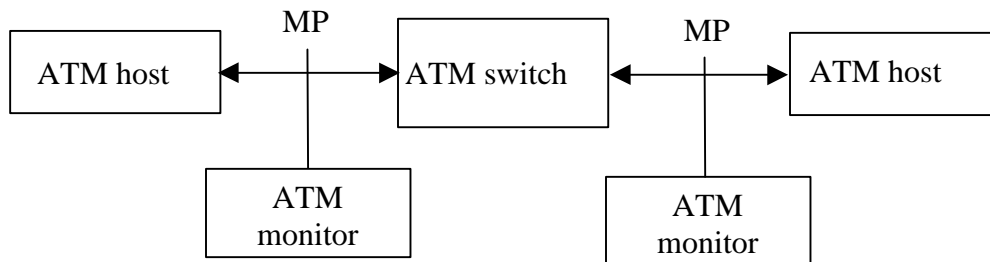 MP
MP
ATM host
ATM switch
ATM host
ATM
monitor
ATM
monitor